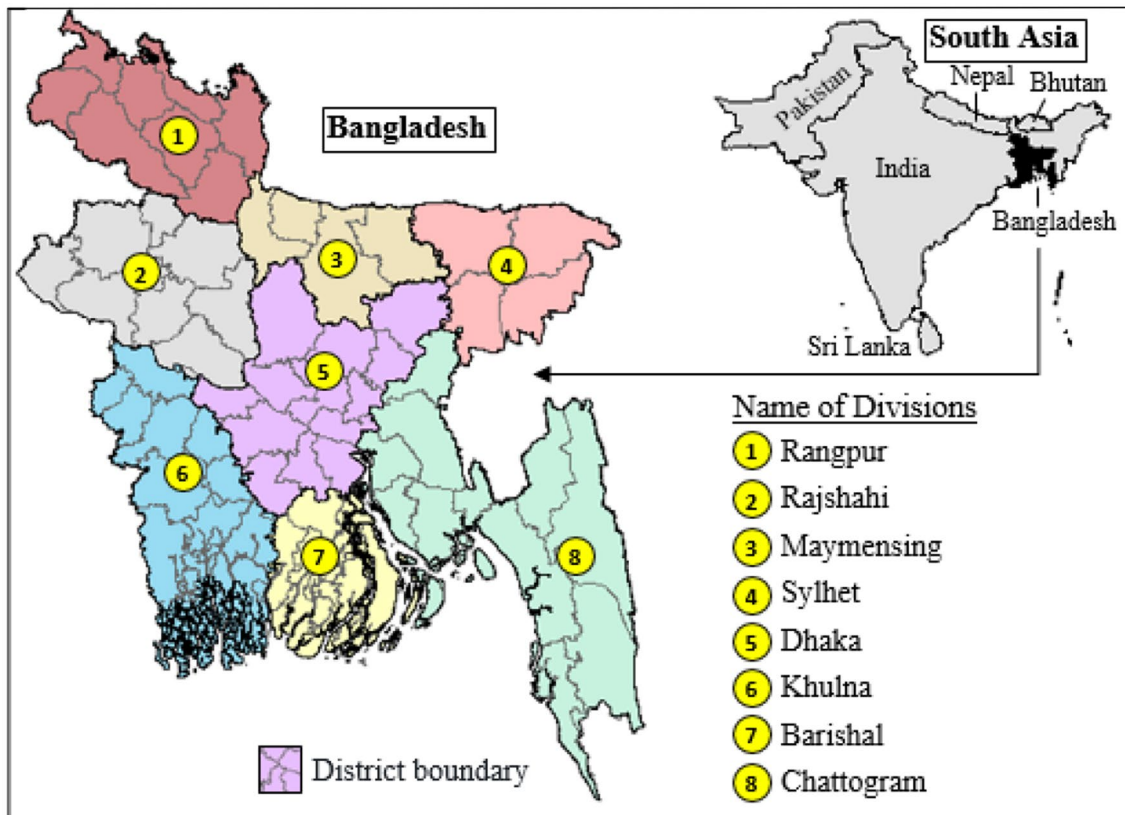 South Asia
Nepal
Bhutan
Pakistan
India
Bangladesh
Sri Lanka
Bangladesh
1
2
3
4
5
6
7
8
Name of Divisions
1 Rangpur
2 Rajshahi
3 Maymensing
4 Sylhet
5 Dhaka
6 Khulna
7 Barishal
8 Chattogram
District boundary